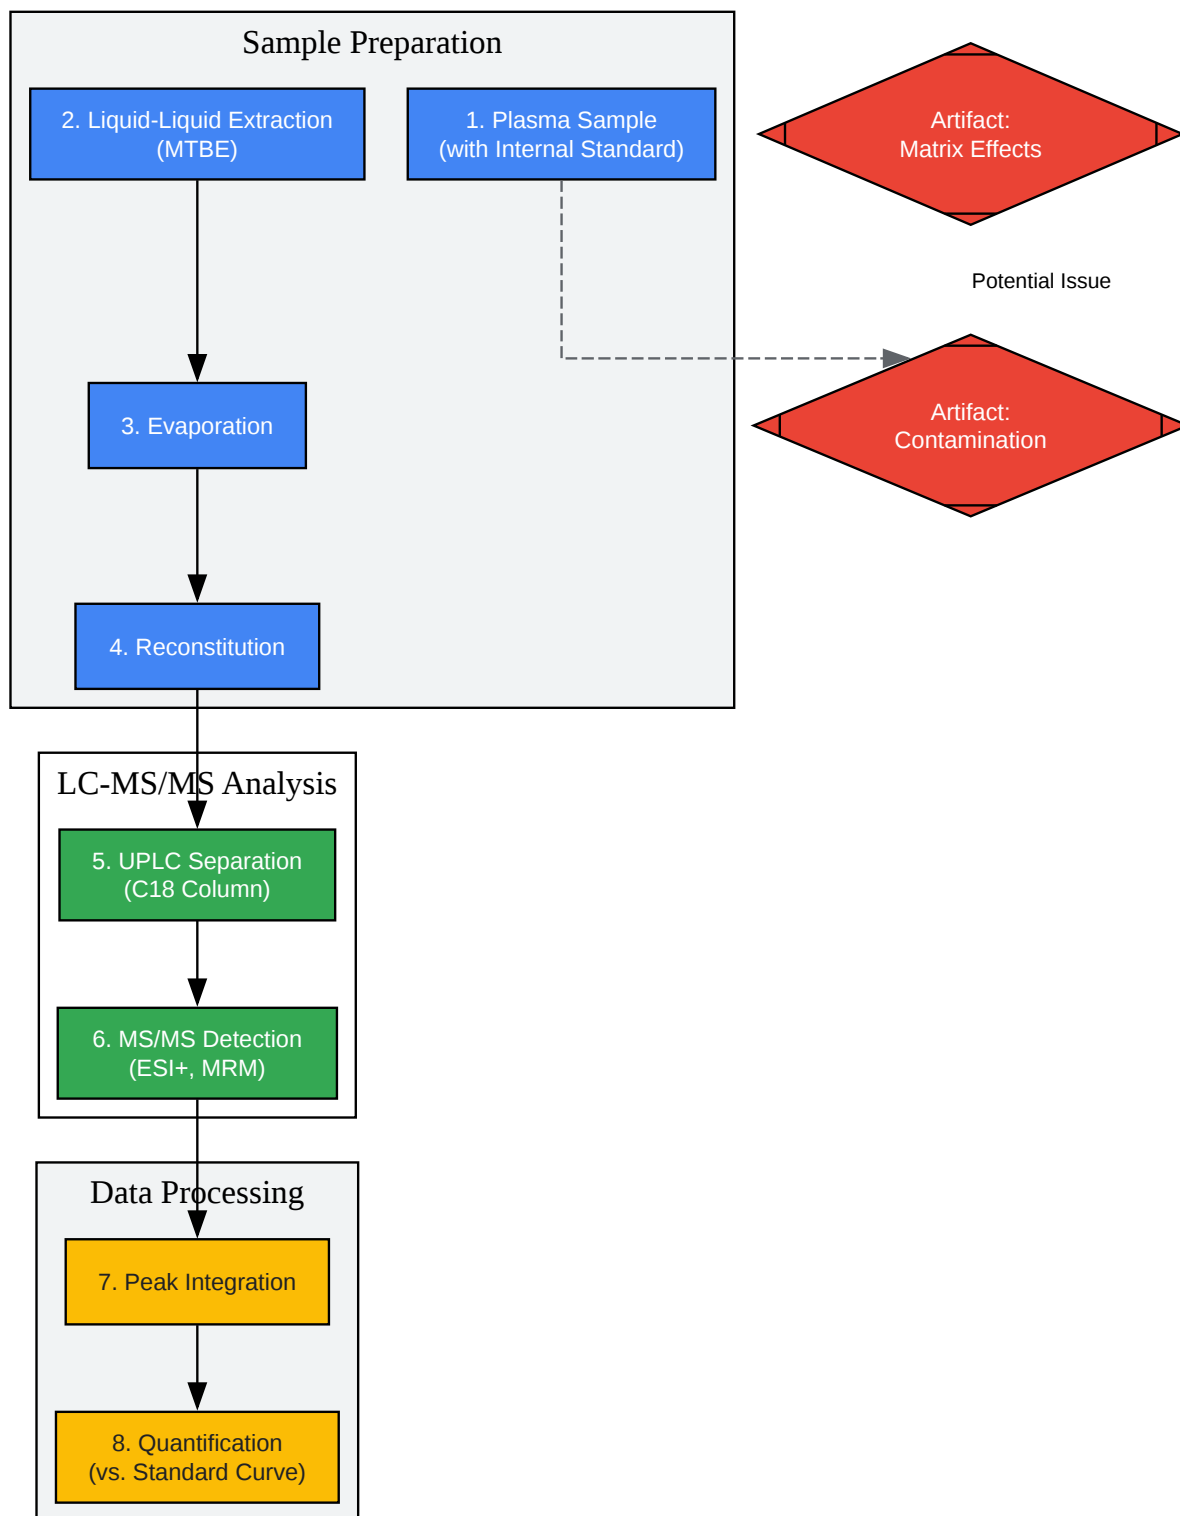 Sample Preparation
2. Liquid-Liquid Extraction
(MTBE)
1. Plasma Sample
(with Internal Standard)
Artifact:
Matrix Effects
Potential Issue
Artifact:
Contamination
3. Evaporation
4. Reconstitution
LC-MS/MS Analysis
5. UPLC Separation
(C18 Column)
6. MS/MS Detection
(ESI+, MRM)
Data Processing
7. Peak Integration
8. Quantification
(vs. Standard Curve)